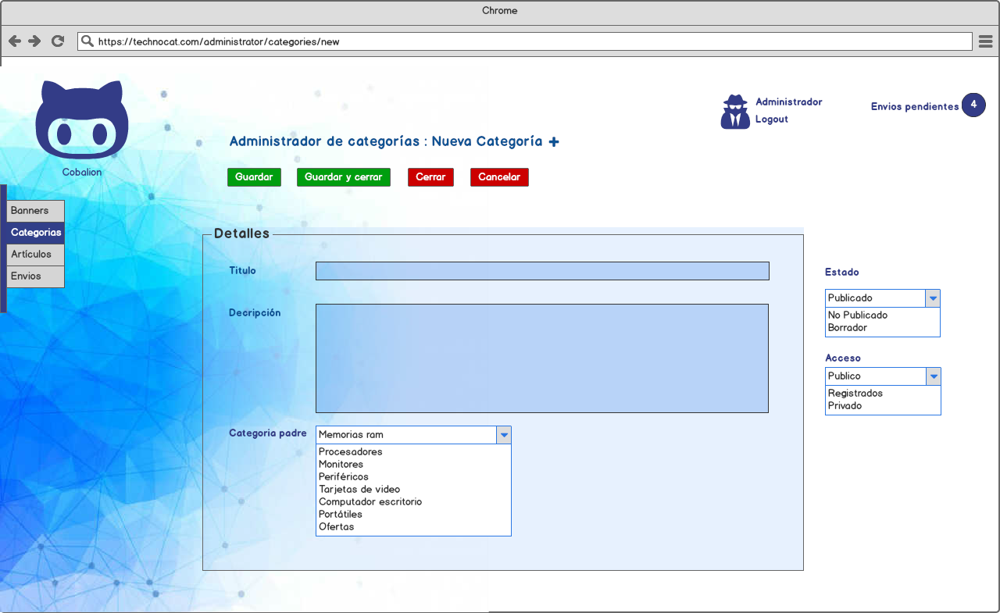 Chrome
https://technocat.com/administrator/categories/new
Administrador
Logout
Envios pendientes 4
Cobalion
Administrador de categorías : Nueva Categoría
Guardar
Guardar y cerrar
Cerrar
Cancelar
Banners
Categorias
Artículos
Envios
Detalles
Titulo
Decripción
Categoria padre
Memorias ram
Procesadores
Monitores
Periféricos
Tarjetas de video
Computador escritorio
Portátiles
Ofertas
Estado
Publicado
No Publicado
Borrador
Acceso
Publico
Registrados
Privado